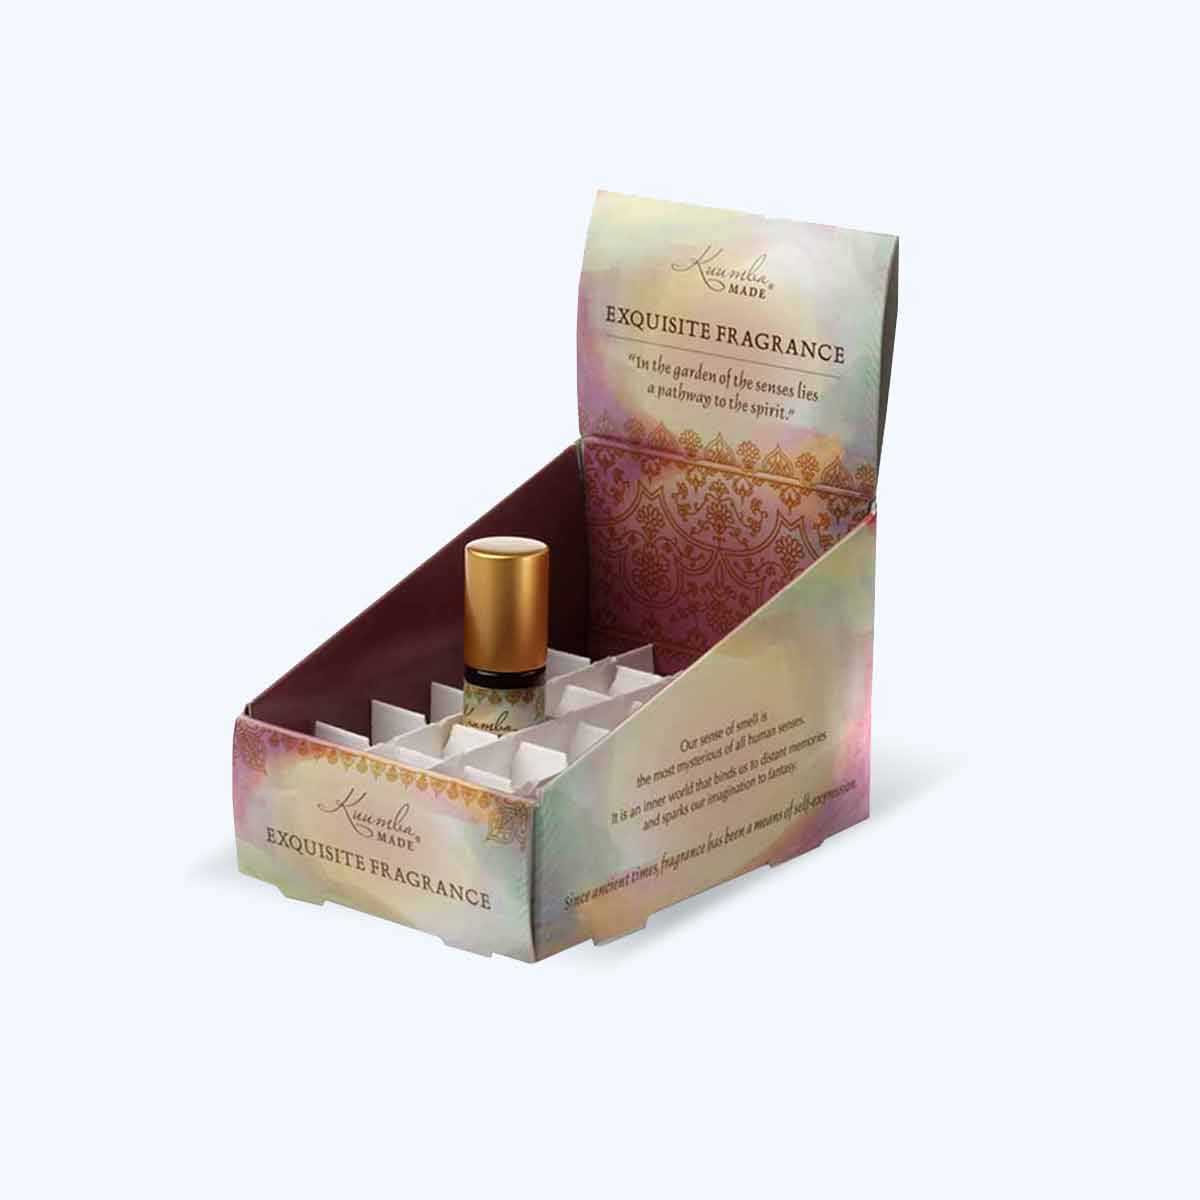 Kuumba
MADE®
EXQUISITE FRAGRANCE
"In the garden of the senses lies
a pathway to the spirit."
Kuumba
Kuumba
MADE®
EXQUISITE FRAGRANCE
Our sense of smell is
the most mysterious of all human senses.
It is an inner world that binds us to distant memories
and sparks our imagination to fantasy.
Since ancient times, fragrance has been a means of self-expression.